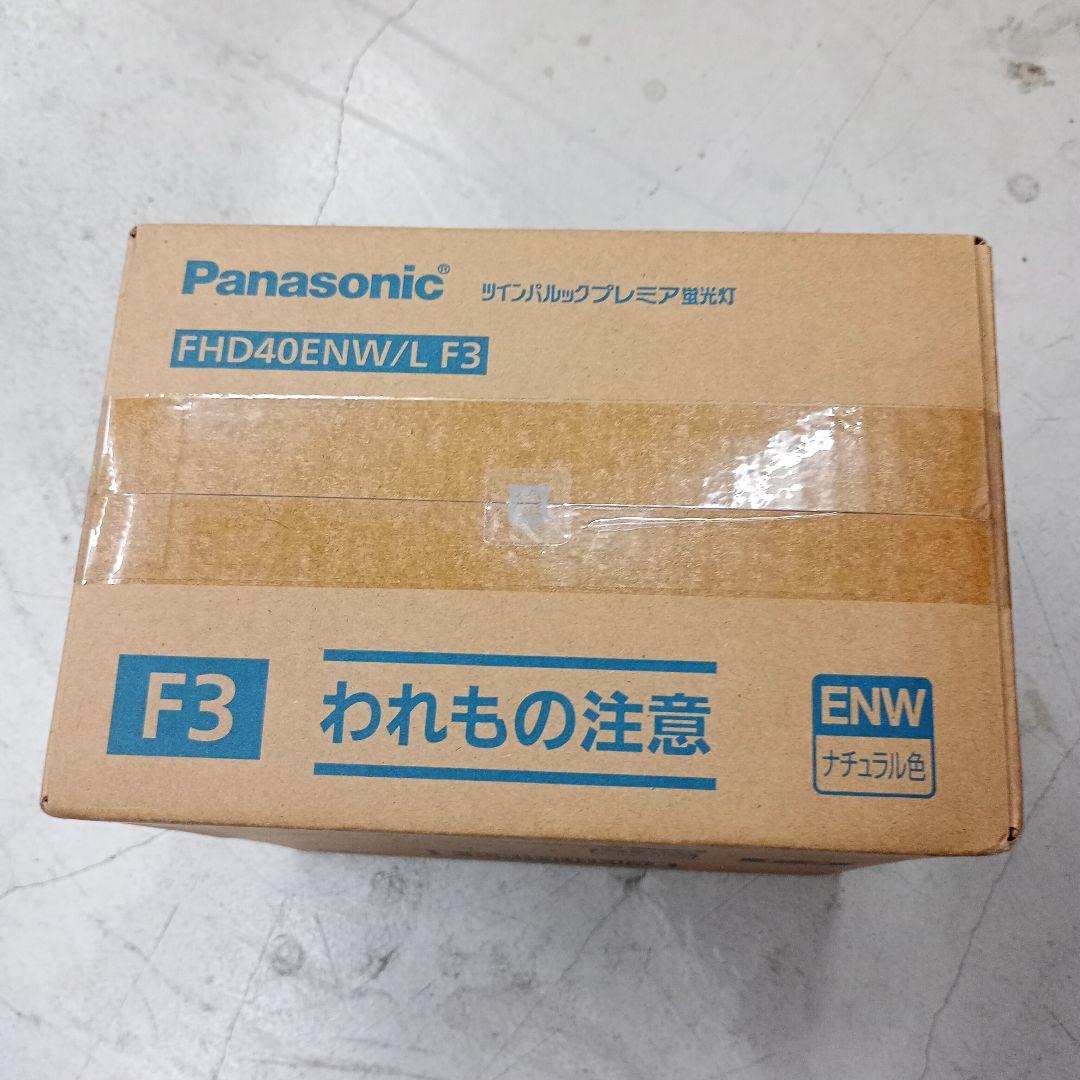 Panasonic® ツインパルックプレミア蛍光灯
FHD40ENW/L F3
F3
われもの注意
ENW
ナチュラル色